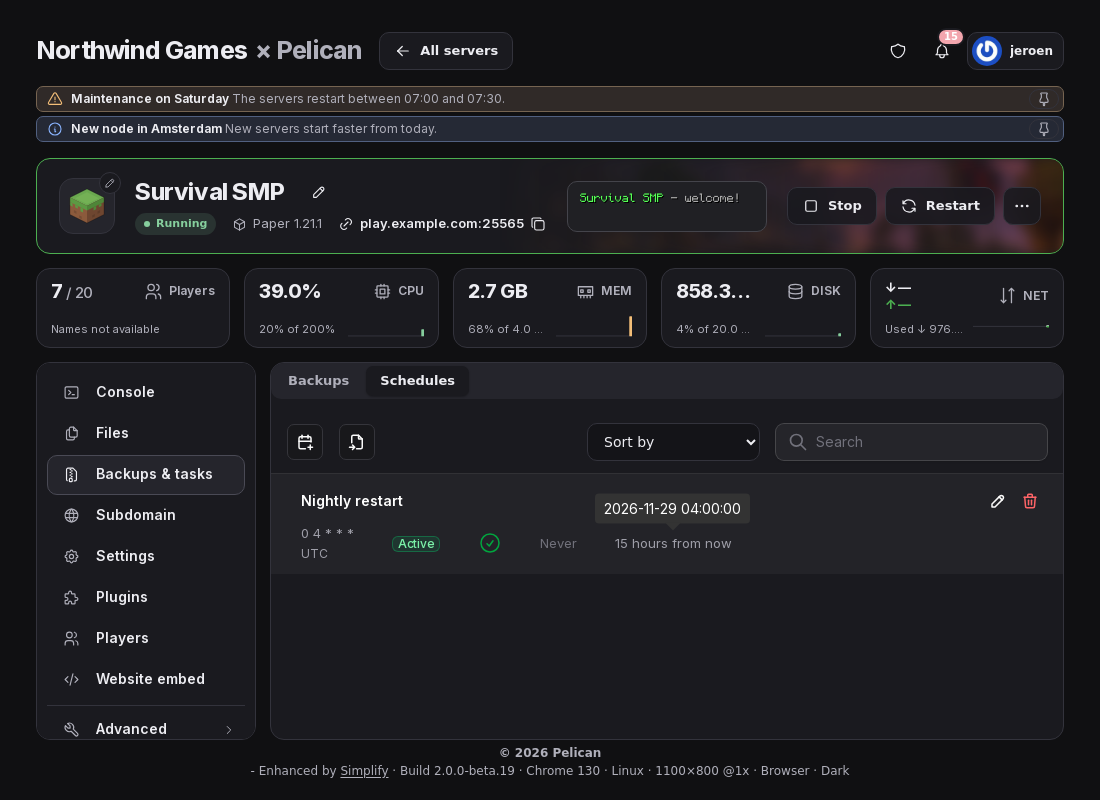 Northwind Games × Pelican
All servers
15
jeroen
Maintenance on Saturday The servers restart between 07:00 and 07:30.
New node in Amsterdam New servers start faster from today.
Survival SMP
Running
Paper 1.21.1
play.example.com:25565
Survival SMP – welcome!
Stop
Restart
7 / 20
Players
Names not available
39.0%
CPU
20% of 200%
2.7 GB
MEM
68% of 4.0 ...
858.3...
DISK
4% of 20.0 ...
↓—
↑—
NET
Used ↓ 976....
Console
Files
Backups & tasks
Subdomain
Settings
Plugins
Players
Website embed
Advanced
Backups
Schedules
Sort by
Search
Nightly restart
2026-11-29 04:00:00
0 4 * * *
UTC
Active
Never
15 hours from now
© 2026 Pelican
- Enhanced by Simplify · Build 2.0.0-beta.19 · Chrome 130 · Linux · 1100×800 @1x · Browser · Dark